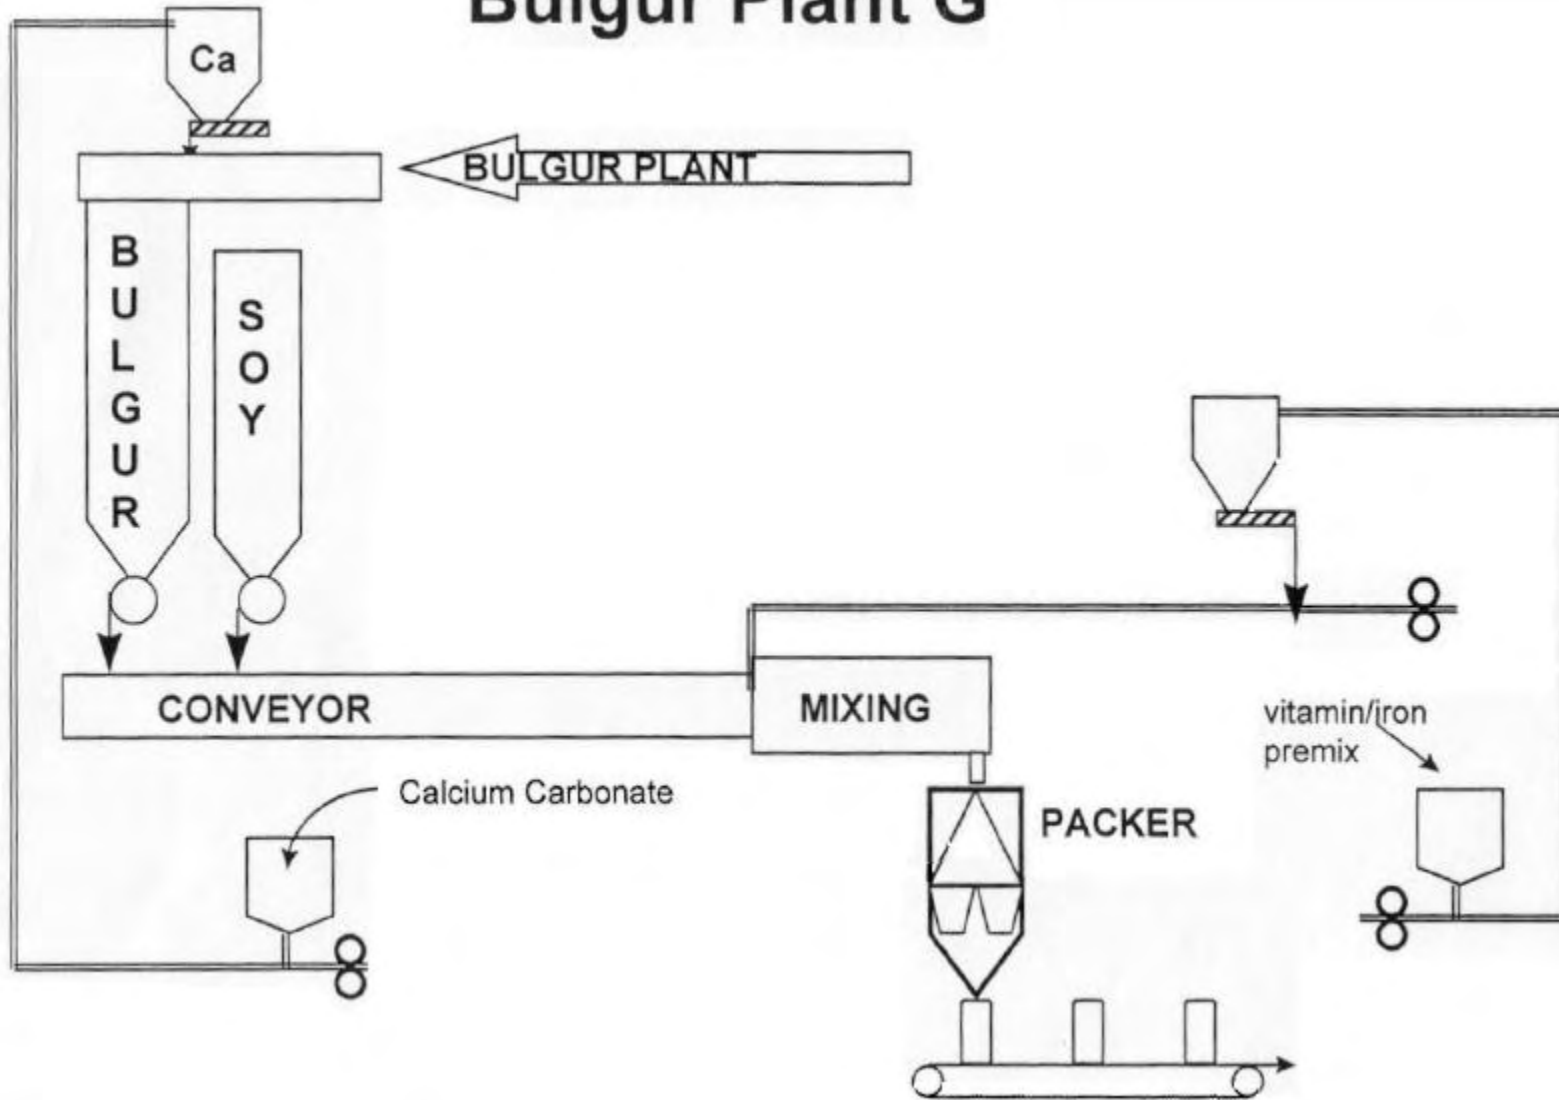 Bulgur Plant G
Ca
BULGUR PLANT
BULGUR
SOY
CONVEYOR
MIXING
vitamin/iron
premix
Calcium Carbonate
PACKER